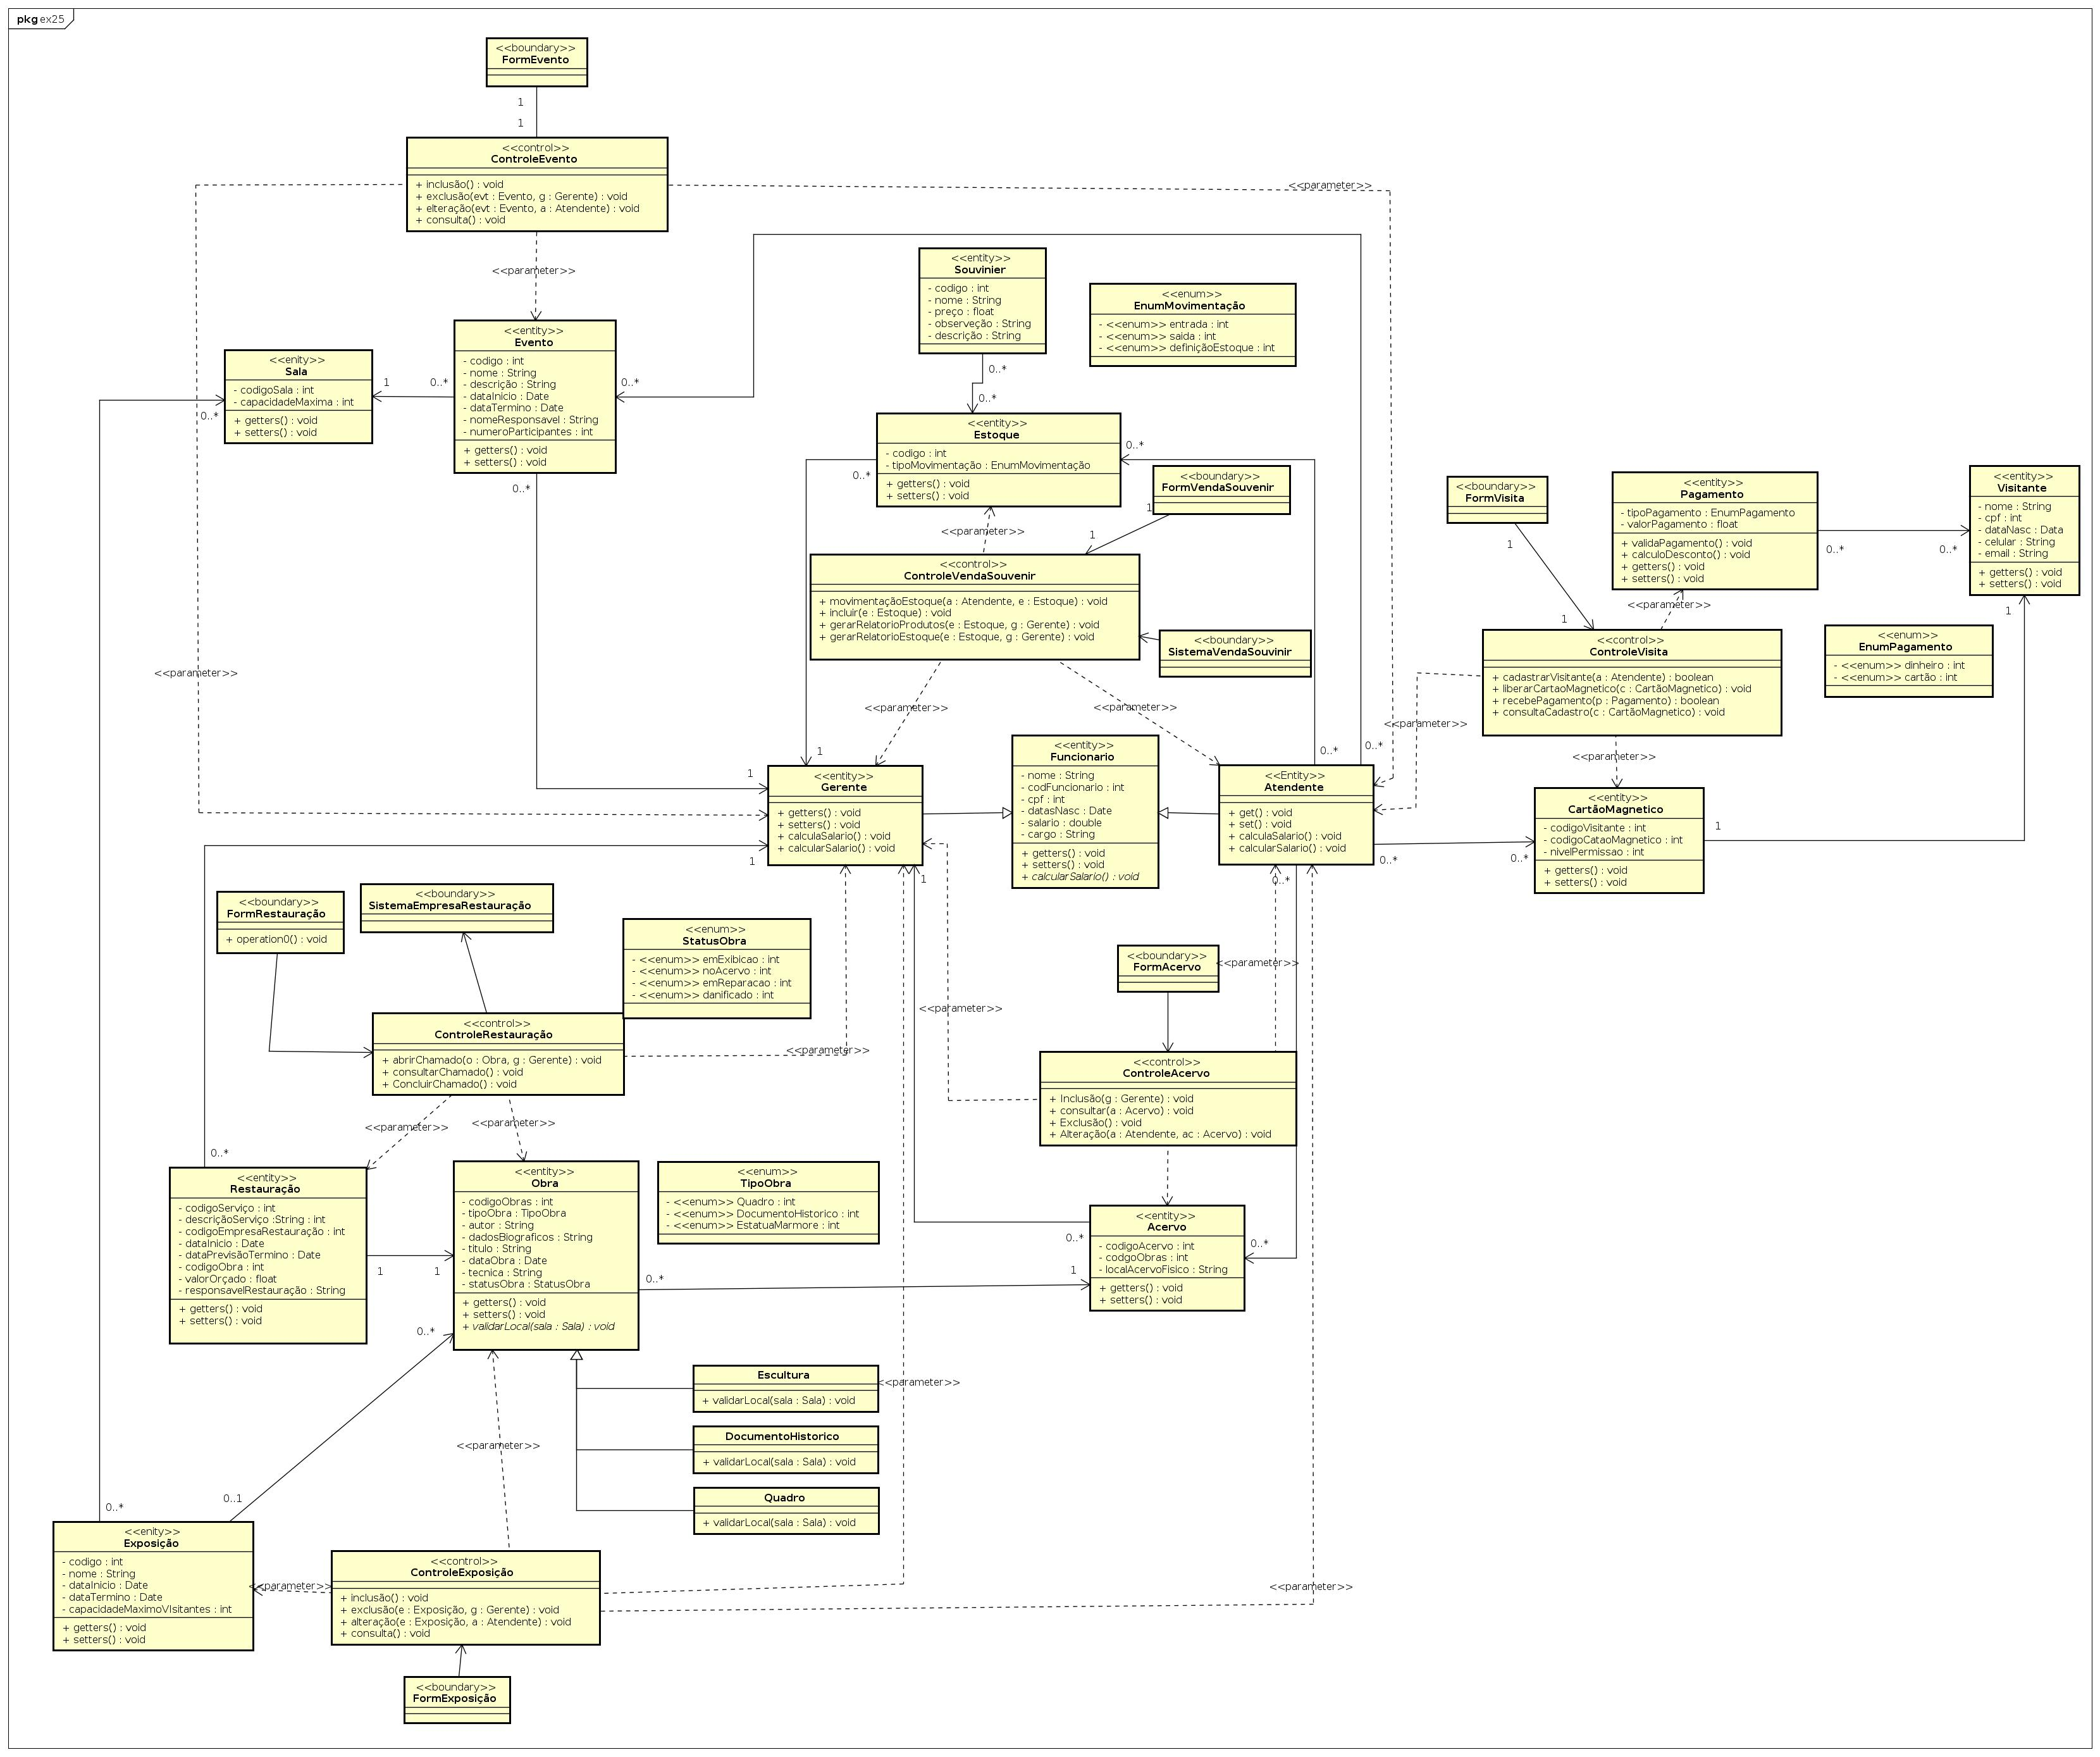 pkg ex25
<<boundary>>
FormEvento
1
1
<<control>>
ControleEvento
+ inclusão() : void
+ exclusão(evt : Evento, g : Gerente) : void
+ elteração(evt : Evento, a : Atendente) : void
+ consulta() : void
<<parameter>>
<<parameter>>
<<parameter>>
<<enity>>
Sala
- codigoSala : int
- capacidadeMaxima : int
+ getters() : void
+ setters() : void
0..*
1
0..*
<<entity>>
Evento
- codigo : int
- nome : String
- descrição : String
- dataInicio : Date
- dataTermino : Date
- nomeResponsavel : String
- numeroParticipantes : int
+ getters() : void
+ setters() : void
0..*
0..*
<<entity>>
Souvinier
- codigo : int
- nome : String
- preço : float
- observeção : String
- descrição : String
0..*
0..*
<<enum>>
EnumMovimentação
- <<enum>> entrada : int
- <<enum>> saida : int
- <<enum>> definiçãoEstoque : int
<<entity>>
Estoque
- codigo : int
- tipoMovimentação : EnumMovimentação
+ getters() : void
+ setters() : void
0..*
0..*
<<parameter>>
<<boundary>>
FormVendaSouvenir
1
1
<<control>>
ControleVendaSouvenir
+ movimentaçãoEstoque(a : Atendente, e : Estoque) : void
+ incluir(e : Estoque) : void
+ gerarRelatorioProdutos(e : Estoque, g : Gerente) : void
+ gerarRelatorioEstoque(e : Estoque, g : Gerente) : void
<<boundary>>
SistemaVendaSouvinir
<<parameter>>
<<parameter>>
<<boundary>>
FormVisita
1
1
<<entity>>
Pagamento
- tipoPagamento : EnumPagamento
- valorPagamento : float
+ validaPagamento() : void
+ calculoDesconto() : void
+ getters() : void
+ setters() : void
0..*
0..*
<<entity>>
Visitante
- nome : String
- cpf : int
- dataNasc : Data
- celular : String
- email : String
+ getters() : void
+ setters() : void
1
<<parameter>>
<<control>>
ControleVisita
+ cadastrarVisitante(a : Atendente) : boolean
+ liberarCartaoMagnetico(c : CartãoMagnetico) : void
+ recebePagamento(p : Pagamento) : boolean
+ consultaCadastro(c : CartãoMagnetico) : void
<<enum>>
EnumPagamento
- <<enum>> dinheiro : int
- <<enum>> cartão : int
<<parameter>>
<<parameter>>
1
1
<<entity>>
Gerente
+ getters() : void
+ setters() : void
+ calculaSalario() : void
+ calcularSalario() : void
1
1
<<entity>>
Funcionario
- nome : String
- codFuncionario : int
- cpf : int
- datasNasc : Date
- salario : double
- cargo : String
+ getters() : void
+ setters() : void
+ calcularSalario() : void
0..*
0..*
<<Entity>>
Atendente
+ get() : void
+ set() : void
+ calculaSalario() : void
+ calcularSalario() : void
0..*
0..*
0..*
<<entity>>
CartãoMagnetico
- codigoVisitante : int
- codigoCataoMagnetico : int
- nivelPermissao : int
+ getters() : void
+ setters() : void
1
<<boundary>>
FormRestauração
+ operation0() : void
<<boundary>>
SistemaEmpresaRestauração
<<enum>>
StatusObra
- <<enum>> emExibicao : int
- <<enum>> noAcervo : int
- <<enum>> emReparacao : int
- <<enum>> danificado : int
<<control>>
ControleRestauração
+ abrirChamado(o : Obra, g : Gerente) : void
+ consultarChamado() : void
+ ConcluirChamado() : void
<<parameter>>
<<parameter>>
<<parameter>>
<<parameter>>
<<boundary>>
FormAcervo
<<parameter>>
<<control>>
ControleAcervo
+ Inclusão(g : Gerente) : void
+ consultar(a : Acervo) : void
+ Exclusão() : void
+ Alteração(a : Atendente, ac : Acervo) : void
0..*
<<entity>>
Restauração
- codigoServiço : int
- descriçãoServiço :String : int
- codigoEmpresaRestauração : int
- dataInicio : Date
- dataPrevisãoTermino : Date
- codigoObra : int
- valorOrçado : float
- responsavelRestauração : String
+ getters() : void
+ setters() : void
1
1
<<entity>>
Obra
- codigoObras : int
- tipoObra : TipoObra
- autor : String
- dadosBiograficos : String
- titulo : String
- dataObra : Date
- tecnica : String
- statusObra : StatusObra
+ getters() : void
+ setters() : void
+ validarLocal(sala : Sala) : void
0..*
0..*
<<enum>>
TipoObra
- <<enum>> Quadro : int
- <<enum>> DocumentoHistorico : int
- <<enum>> EstatuaMarmore : int
0..*
1
<<entity>>
Acervo
- codigoAcervo : int
- codgoObras : int
- localAcervoFisico : String
+ getters() : void
+ setters() : void
0..*
Escultura
+ validarLocal(sala : Sala) : void
<<parameter>>
DocumentoHistorico
+ validarLocal(sala : Sala) : void
Quadro
+ validarLocal(sala : Sala) : void
<<parameter>>
0..*
0..1
<<enity>>
Exposição
- codigo : int
- nome : String
- dataInicio : Date
- dataTermino : Date
- capacidadeMaximoVIsitantes : int
+ getters() : void
+ setters() : void
<<parameter>>
<<control>>
ControleExposição
+ inclusão() : void
+ exclusão(e : Exposição, g : Gerente) : void
+ alteração(e : Exposição, a : Atendente) : void
+ consulta() : void
<<parameter>>
<<boundary>>
FormExposição